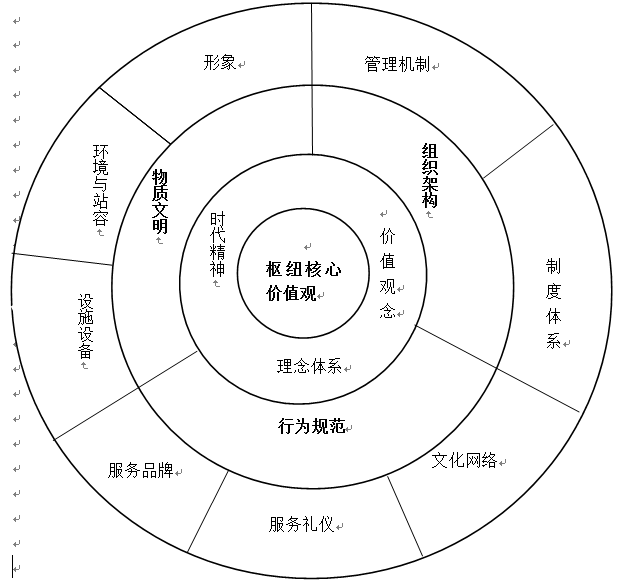 形象
管理机制
环境与站容
物质文明
组织架构
时代精神
价值观念
枢纽核心
价值观
制度体系
设施设备
理念体系
行为规范
服务品牌
文化网络
服务礼仪